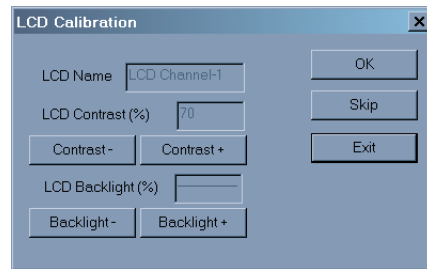 LCD Calibration
LCD Name LCD Channel-1
OK
LCD Contrast (%) 70
Skip
Contrast - Contrast +
Exit
LCD Backlight (%)
Backlight - Backlight +